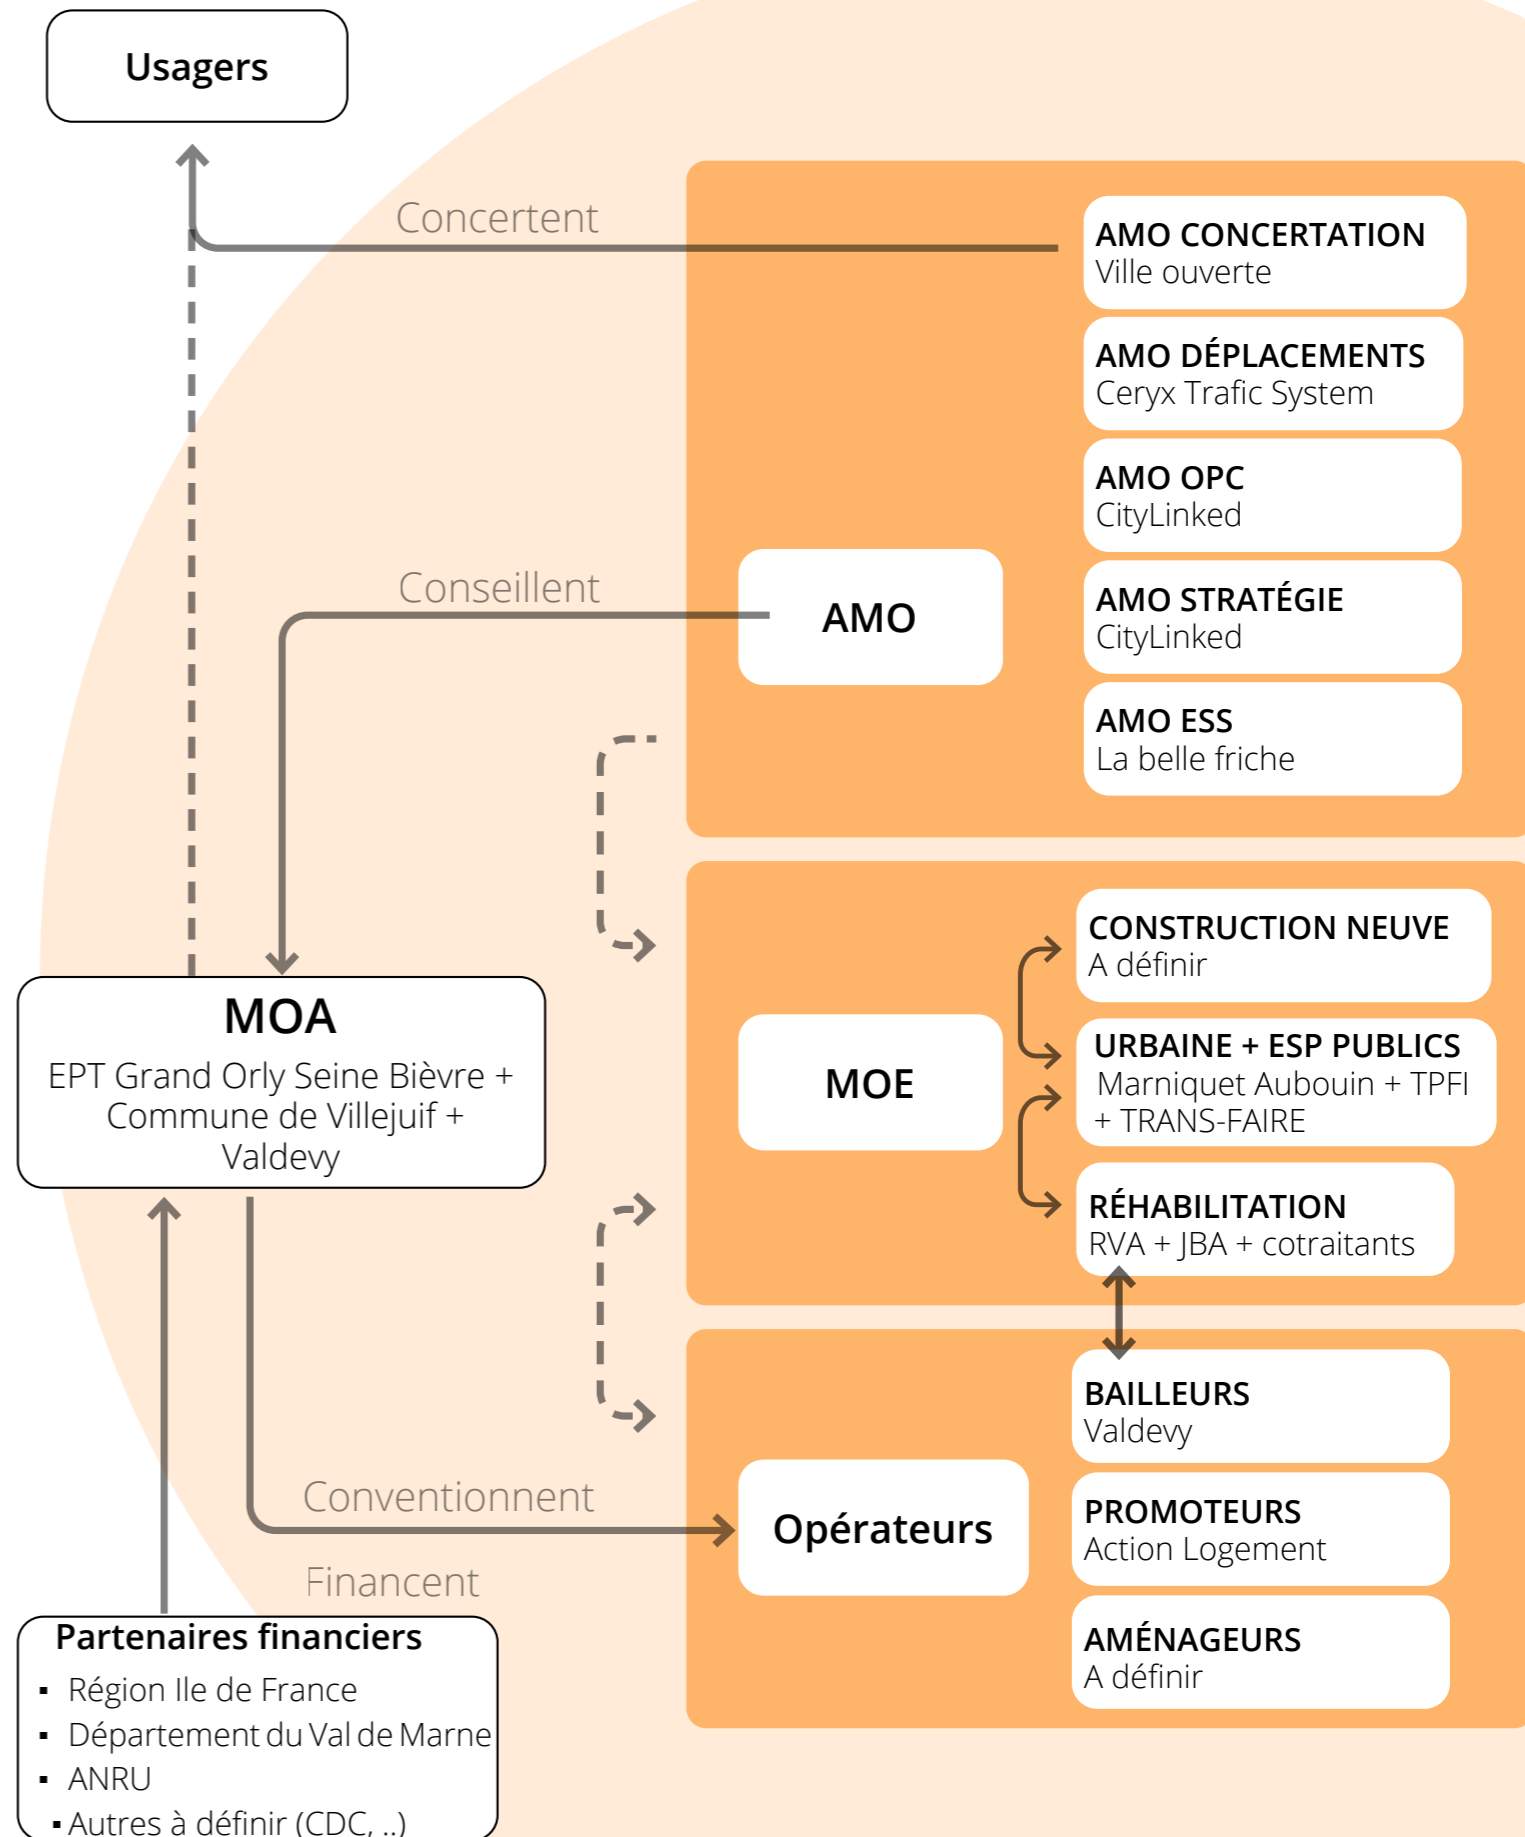 Usagers
Concertent
AMO CONCERTATION
Ville ouverte
AMO DÉPLACEMENTS
Ceryx Trafic System
AMO OPC
CityLinked
Conseillent
AMO
AMO STRATÉGIE
CityLinked
AMO ESS
La belle friche
MOA
EPT Grand Orly Seine Bièvre +
Commune de Villejuif +
Valdevy
MOE
CONSTRUCTION NEUVE
A définir
URBAINE + ESP PUBLICS
Marniquet Aubouin + TPFI
+ TRANS-FAIRE
RÉHABILITATION
RVA + JBA + cotraitants
Conventionnent
Opérateurs
BAILLEURS
Valdevy
PROMOTEURS
Action Logement
AMÉNAGEURS
A définir
Financent
Partenaires financiers
▪ Région Ile de France
▪ Département du Val de Marne
▪ ANRU
▪ Autres à définir (CDC, ..)